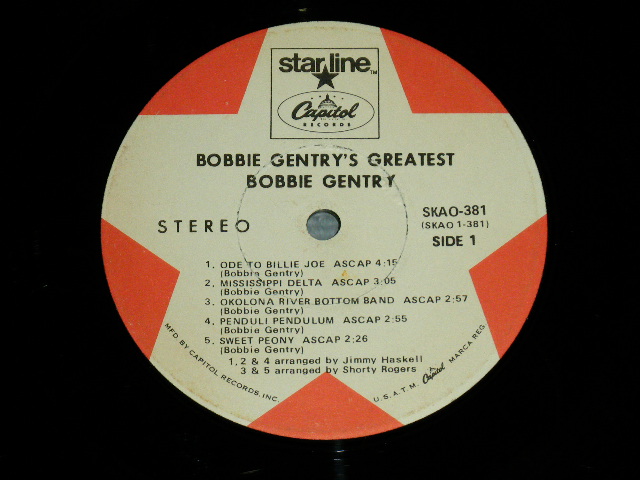 starline™
Capitol
RECORDS
BOBBIE GENTRY'S GREATEST
BOBBIE GENTRY
STEREO
SKAO-381
(SKAO 1-381)
SIDE 1
1. ODE TO BILLIE JOE ASCAP 4:15
(Bobbie Gentry)
2. MISSISSIPPI DELTA ASCAP 3:05
(Bobbie Gentry)
3. OKOLONA RIVER BOTTOM BAND ASCAP 2:57
(Bobbie Gentry)
4. PENDULI PENDULUM ASCAP 2:55
(Bobbie Gentry)
5. SWEET PEONY ASCAP 2:26
(Bobbie Gentry)
1, 2 & 4 arranged by Jimmy Haskell
3 & 5 arranged by Shorty Rogers
MFD. BY CAPITOL RECORDS, INC.
U.S.A. T.M. Capitol MARCA REG.